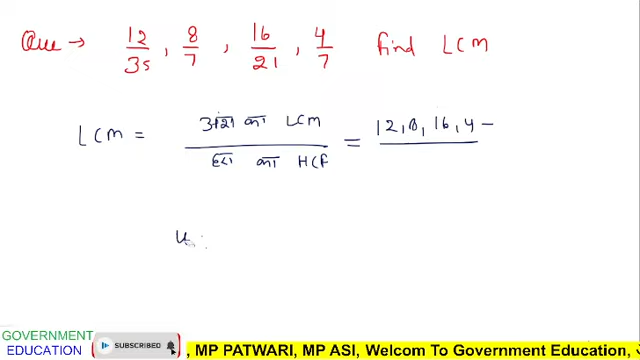 Que → 12/35, 8/7, 16/21, 4/7 find LCM
LCM = अंश का LCM / हर का HCF = 12, 8, 16, 4 –
GOVERNMENT EDUCATION
SUBSCRIBED
, MP PATWARI, MP ASI, Welcom To Government Education,